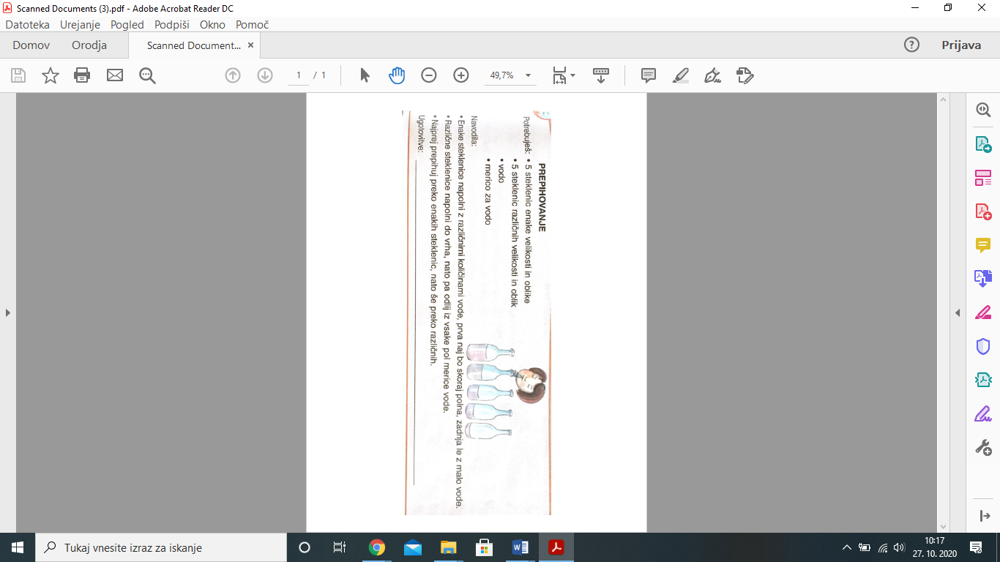 Scanned Documents (3).pdf - Adobe Acrobat Reader DC
Datoteka Urejanje Pogled Podpiši Okno Pomoč
Domov Orodja Scanned Document... × ? Prijava
1 / 1 49,7%
PREPIHOVANJE
Potrebuješ: • 5 steklenic enake velikosti in oblike
• 5 steklenic različnih velikosti in oblik
• vodo
• merico za vodo
Navodila:
• Enake steklenice napolni z različnimi količinami vode, prva naj bo skoraj polna, zadnja le z malo vode.
• Različne steklenice napolni do vrha, nato pa odlij iz vsake pol merice vode.
• Najprej prepihuj preko enakih steklenic, nato še preko različnih.
Ugotovitve:
Tukaj vnesite izraz za iskanje
10:17
27. 10. 2020